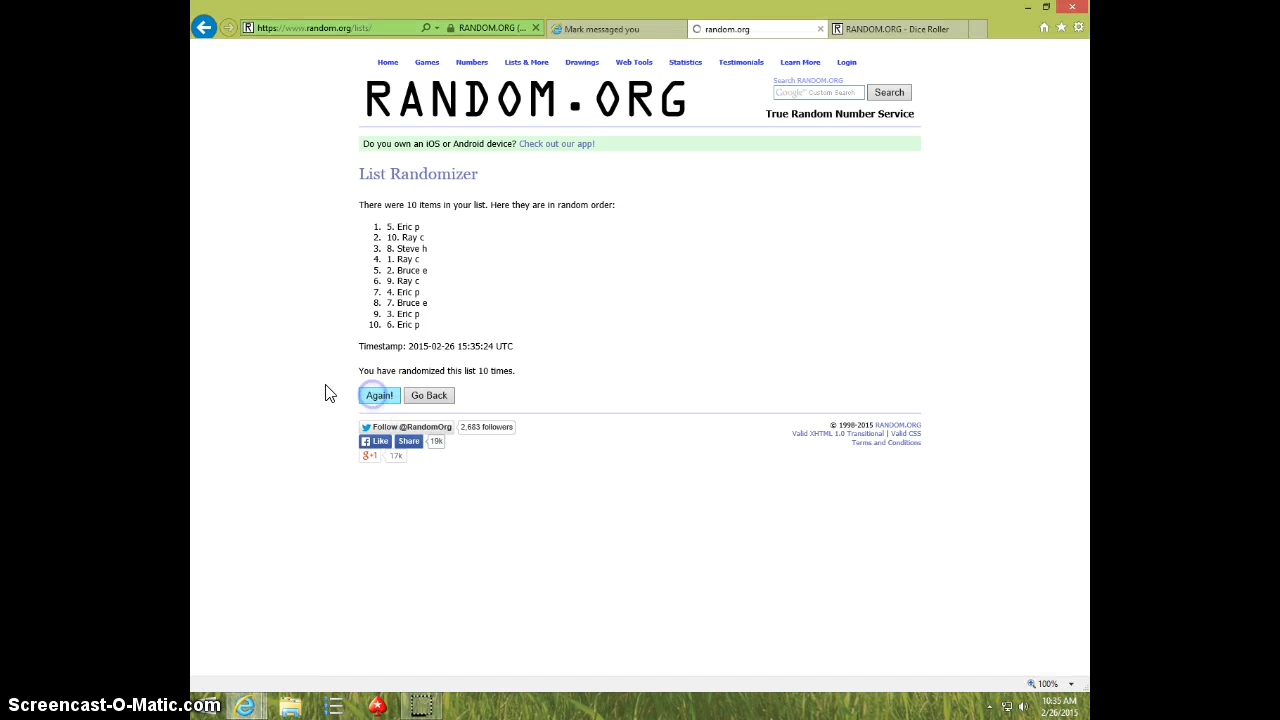 https://www.random.org/lists/
RANDOM.ORG (...
Mark messaged you
random.org
RANDOM.ORG - Dice Roller
Home Games Numbers Lists & More Drawings Web Tools Statistics Testimonials Learn More Login
Search RANDOM.ORG
Google™ Custom Search Search
RANDOM.ORG
True Random Number Service
Do you own an iOS or Android device? Check out our app!
List Randomizer
There were 10 items in your list. Here they are in random order:
1. 5. Eric p
2. 10. Ray c
3. 8. Steve h
4. 1. Ray c
5. 2. Bruce e
6. 9. Ray c
7. 4. Eric p
8. 7. Bruce e
9. 3. Eric p
10. 6. Eric p
Timestamp: 2015-02-26 15:35:24 UTC
You have randomized this list 10 times.
Again! Go Back
Follow @RandomOrg 2,683 followers
Like Share 19k
g+1 17k
© 1998-2015 RANDOM.ORG
Valid XHTML 1.0 Transitional | Valid CSS
Terms and Conditions
100%
10:35 AM
2/26/2015
Screencast-O-Matic.com